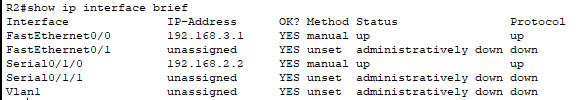 R2#show ip interface brief
Interface IP-Address OK? Method Status Protocol
FastEthernet0/0 192.168.3.1 YES manual up up
FastEthernet0/1 unassigned YES unset administratively down down
Serial0/1/0 192.168.2.2 YES manual up up
Serial0/1/1 unassigned YES unset administratively down down
Vlan1 unassigned YES unset administratively down down